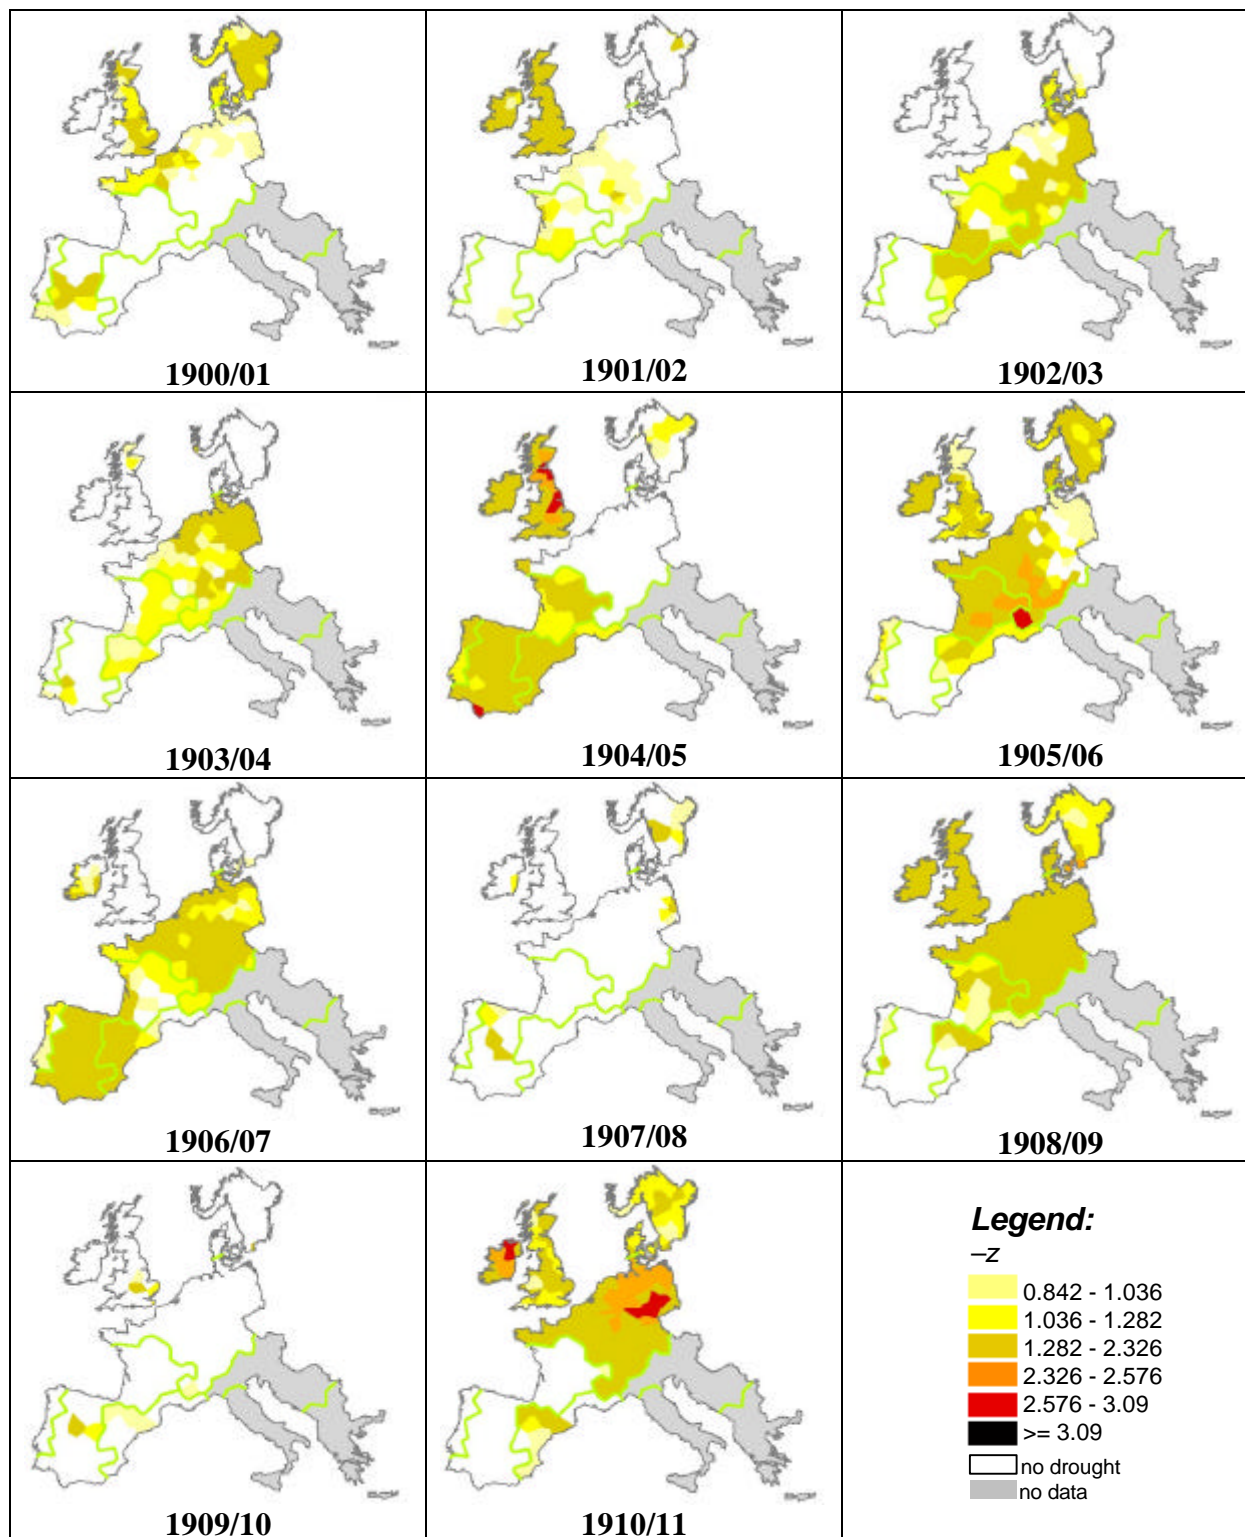 1900/01
1901/02
1902/03
1903/04
1904/05
1905/06
1906/07
1907/08
1908/09
1909/10
1910/11
Legend:
–z
0.842 - 1.036
1.036 - 1.282
1.282 - 2.326
2.326 - 2.576
2.576 - 3.09
>= 3.09
no drought
no data